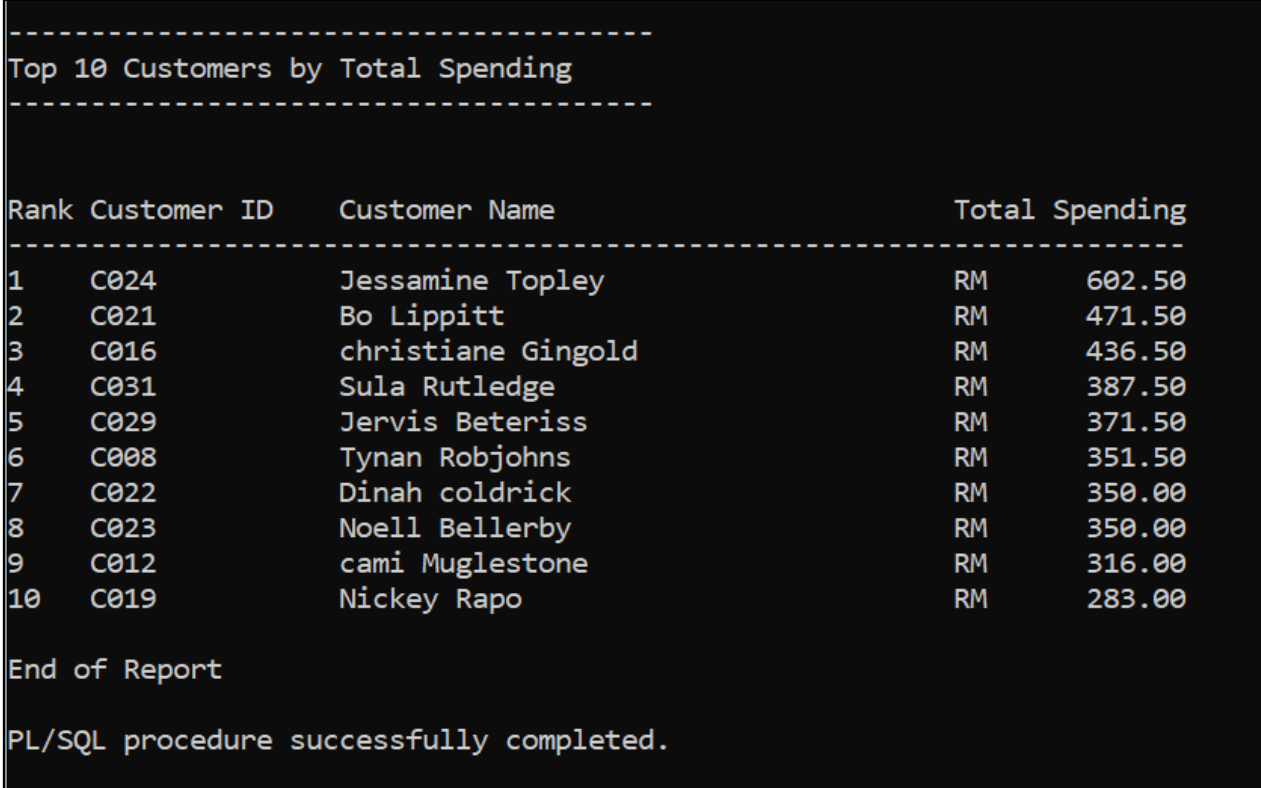 ---------------------------------------
Top 10 Customers by Total Spending
---------------------------------------
Rank Customer ID    Customer Name                        Total Spending
-----------------------------------------------------------------------
1    C024           Jessamine Topley                     RM      602.50
2    C021           Bo Lippitt                           RM      471.50
3    C016           christiane Gingold                   RM      436.50
4    C031           Sula Rutledge                        RM      387.50
5    C029           Jervis Beteriss                      RM      371.50
6    C008           Tynan Robjohns                       RM      351.50
7    C022           Dinah coldrick                       RM      350.00
8    C023           Noell Bellerby                       RM      350.00
9    C012           cami Muglestone                      RM      316.00
10   C019           Nickey Rapo                          RM      283.00
End of Report
PL/SQL procedure successfully completed.